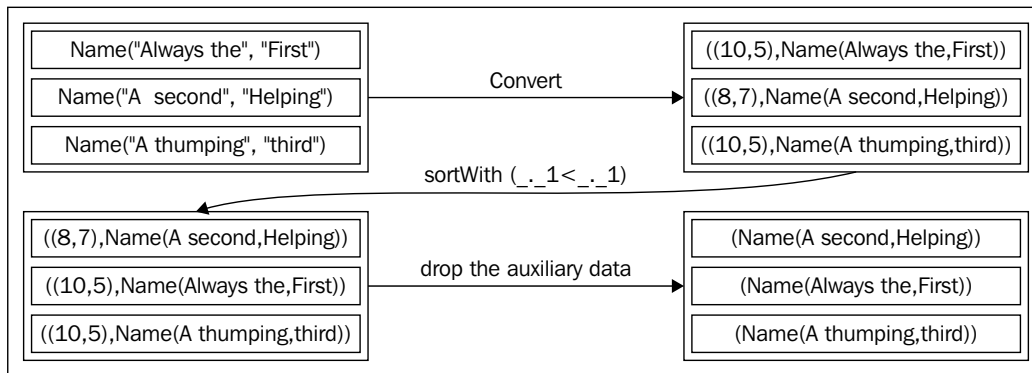 Name("Always the", "First")
Name("A  second", "Helping")
Name("A thumping", "third")
Convert
((10,5),Name(Always the,First))
((8,7),Name(A second,Helping))
((10,5),Name(A thumping,third))
sortWith (_._1<_._1)
((8,7),Name(A second,Helping))
((10,5),Name(Always the,First))
((10,5),Name(A thumping,third))
drop the auxiliary data
(Name(A second,Helping))
(Name(Always the,First))
(Name(A thumping,third))